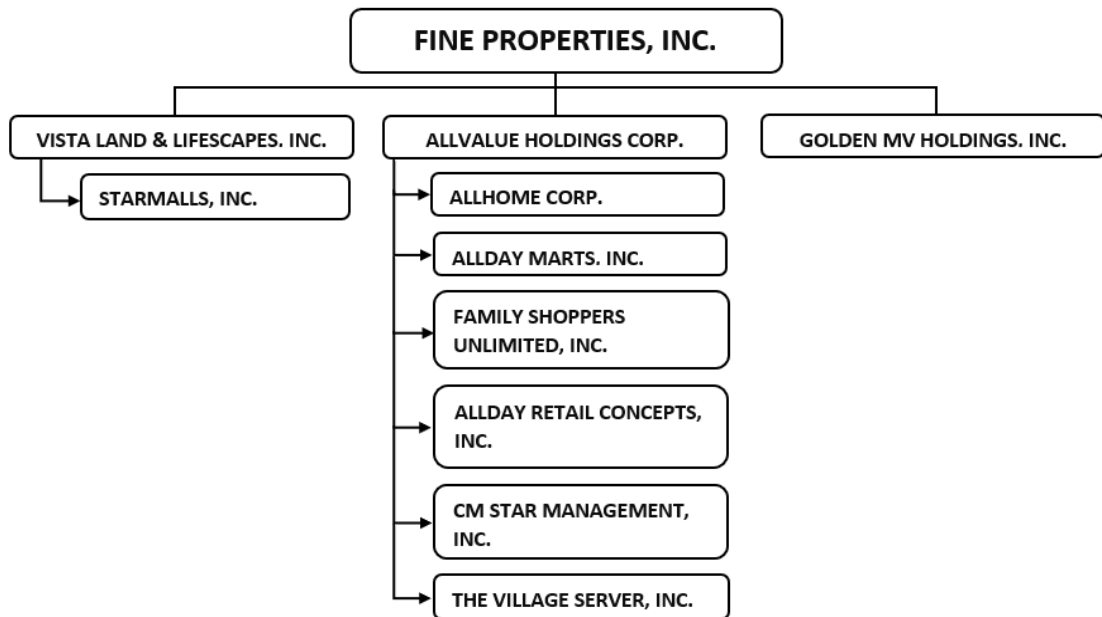 FINE PROPERTIES, INC.
VISTA LAND & LIFESCAPES. INC.
ALLVALUE HOLDINGS CORP.
GOLDEN MV HOLDINGS. INC.
STARMALLS, INC.
ALLHOME CORP.
ALLDAY MARTS. INC.
FAMILY SHOPPERS
UNLIMITED, INC.
ALLDAY RETAIL CONCEPTS,
INC.
CM STAR MANAGEMENT,
INC.
THE VILLAGE SERVER, INC.